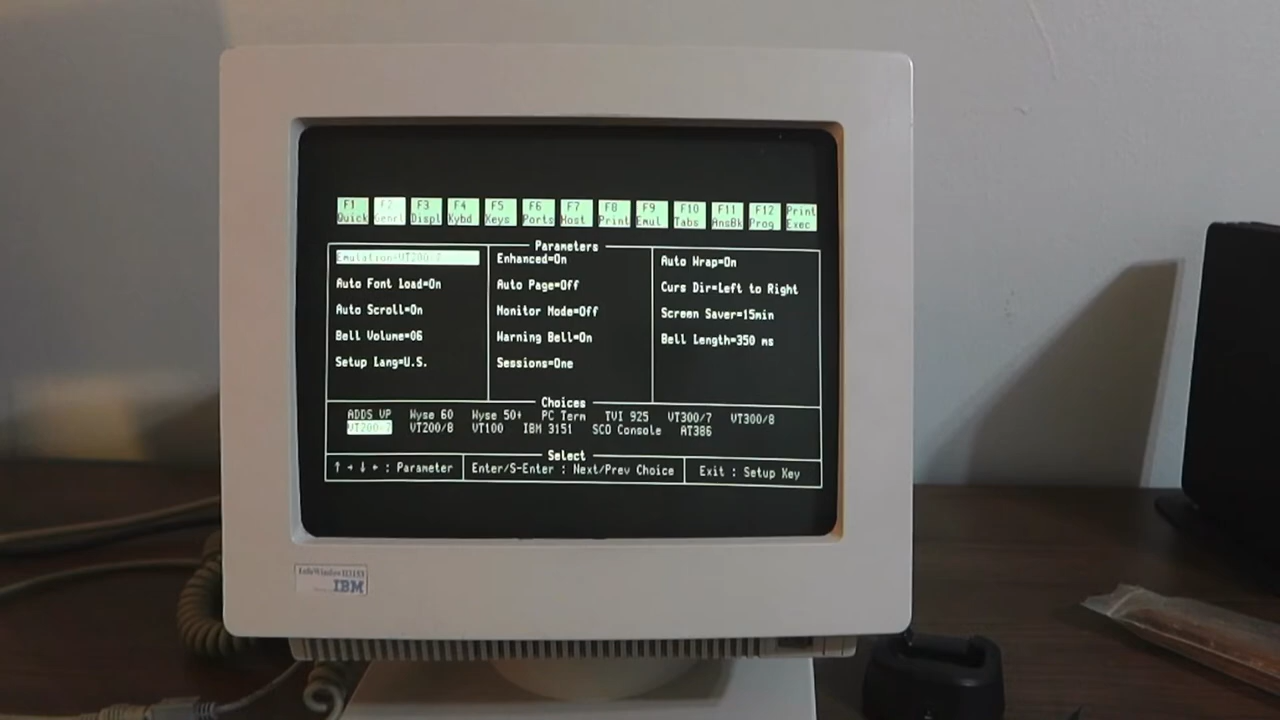 F1 F2 F3 F4 F5 F6 F7 F8 F9 F10 F11 F12 Print
Quick Genrl Displ Kybd Keys Ports Host Print Emul Tabs AnsBk Prog Exec
Parameters
Emulation=VT200/7 Enhanced=On Auto Wrap=On
Auto Font Load=On Auto Page=Off Curs Dir=Left to Right
Auto Scroll=On Monitor Mode=Off Screen Saver=15min
Bell Volume=06 Warning Bell=On Bell Length=350 ms
Setup Lang=U.S. Sessions=One
Choices
ADDS VP Wyse 60 Wyse 50+ PC Term TVI 925 VT300/7 VT300/8
VT200/7 VT200/8 VT100 IBM 3151 SCO Console AT386
Select
↑ ← ↓ → : Parameter Enter/S-Enter : Next/Prev Choice Exit : Setup Key
IBM